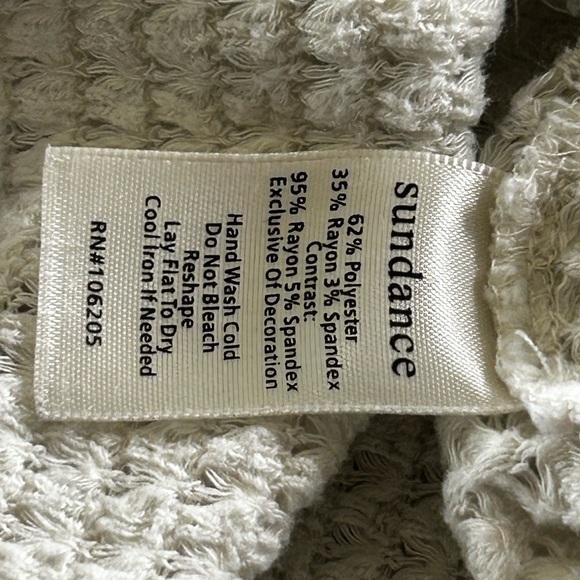 sundance
62% Polyester
35% Rayon 3% Spandex
Contrast:
95% Rayon 5% Spandex
Exclusive Of Decoration
Hand Wash Cold
Do Not Bleach
Reshape
Lay Flat To Dry
Cool Iron If Needed
RN#106205